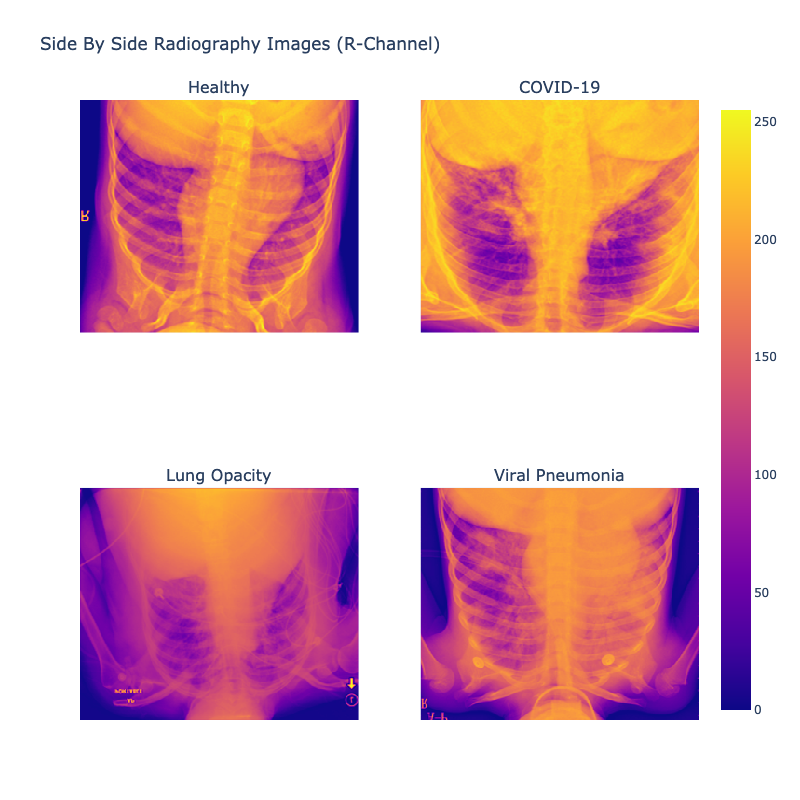 Side By Side Radiography Images (R-Channel)
Healthy
COVID-19
R
250
200
150
100
50
0
Lung Opacity
Viral Pneumonia
R